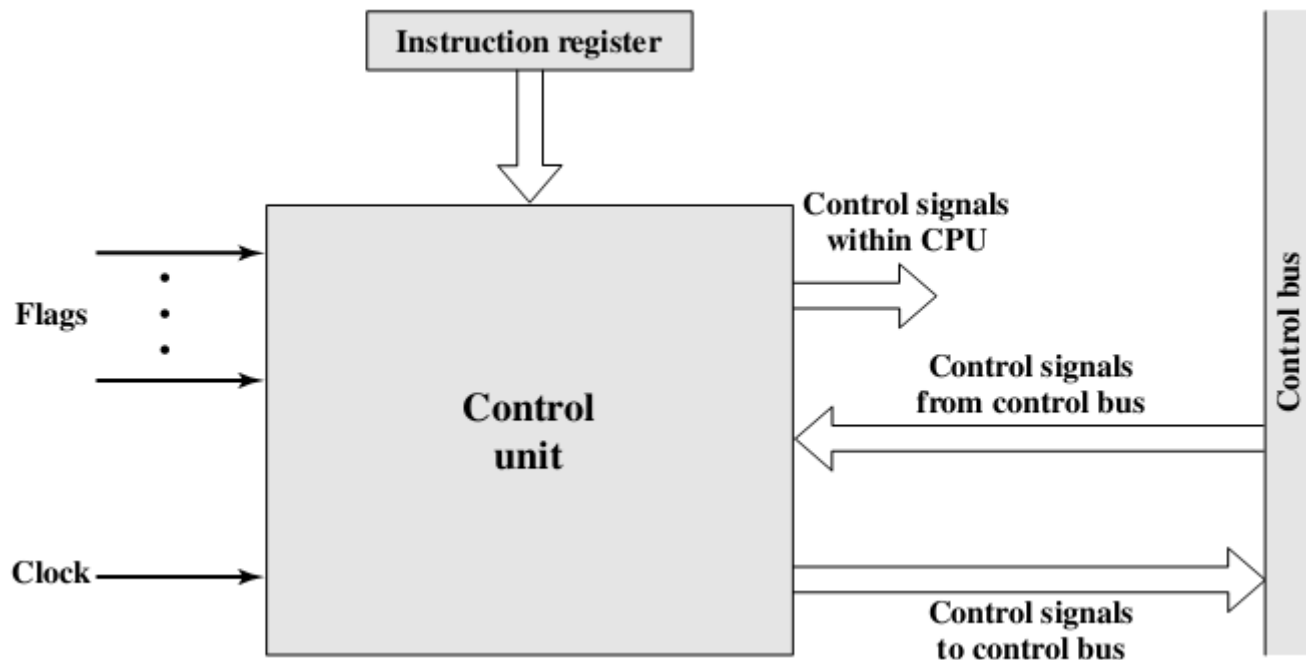 Instruction register
Control signals
within CPU
Flags
Control signals
from control bus
Control
unit
Clock
Control signals
to control bus
Control bus